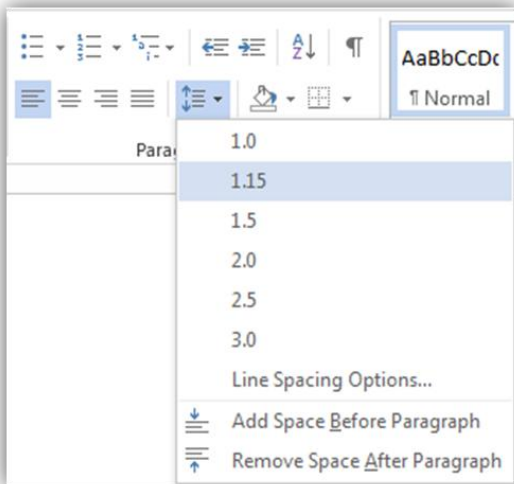 AaBbCcDc
¶ Normal
Para
1.0
1.15
1.5
2.0
2.5
3.0
Line Spacing Options...
Add Space Before Paragraph
Remove Space After Paragraph